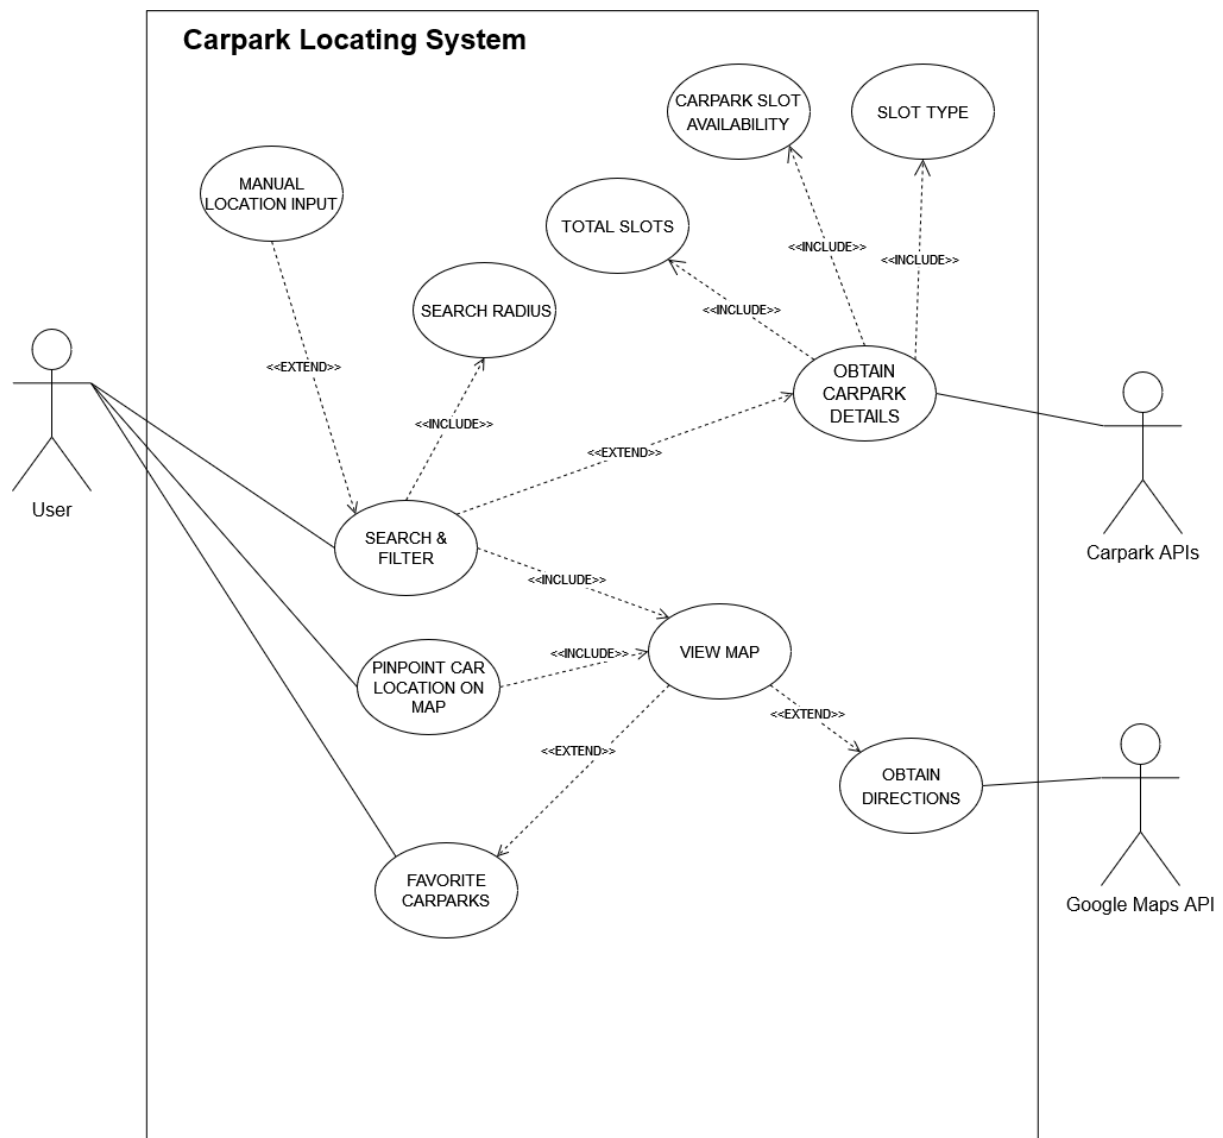 Carpark Locating System
CARPARK SLOT
AVAILABILITY
SLOT TYPE
MANUAL
LOCATION INPUT
TOTAL SLOTS
<<INCLUDE>>
<<INCLUDE>>
<<INCLUDE>>
SEARCH RADIUS
<<EXTEND>>
<<INCLUDE>>
OBTAIN
CARPARK
DETAILS
<<EXTEND>>
User
Carpark APIs
SEARCH &
FILTER
<<INCLUDE>>
VIEW MAP
<<INCLUDE>>
PINPOINT CAR
LOCATION ON
MAP
<<EXTEND>>
<<EXTEND>>
OBTAIN
DIRECTIONS
FAVORITE
CARPARKS
Google Maps API